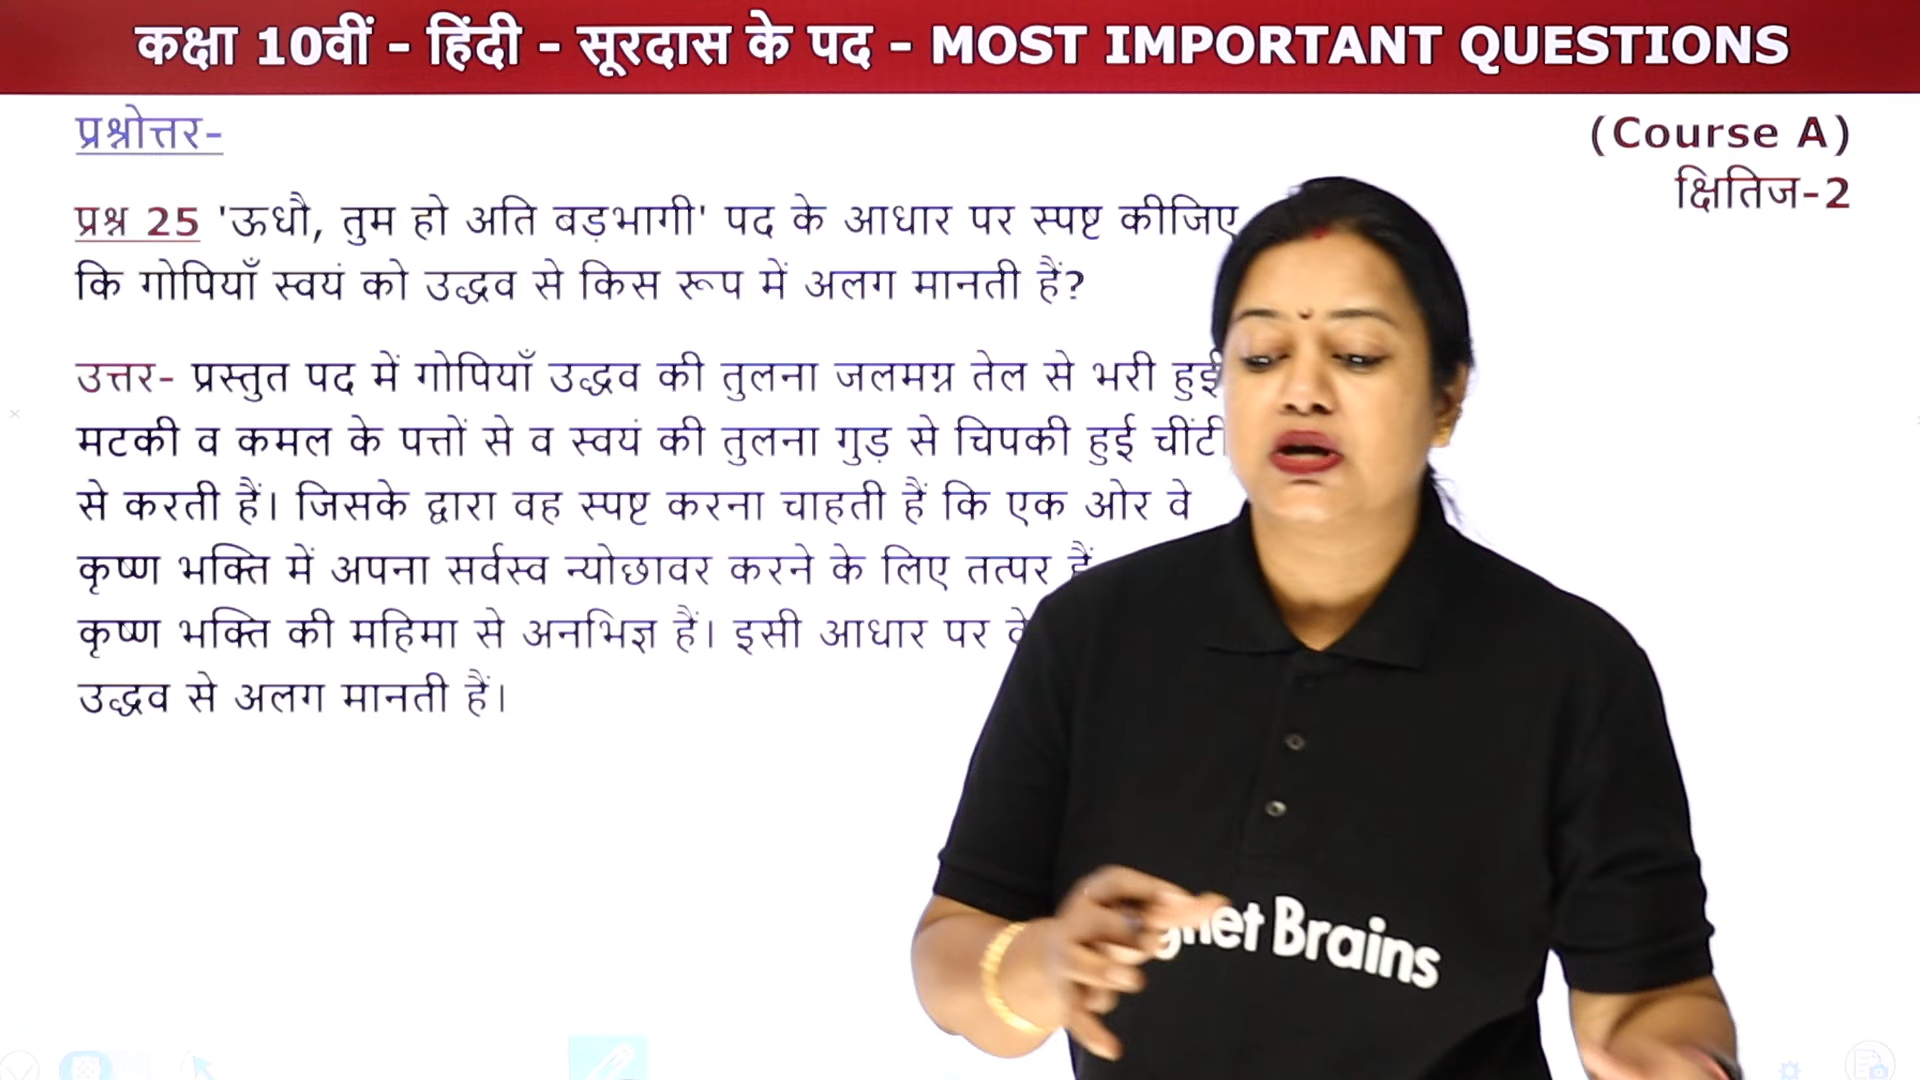 कक्षा 10वीं - हिंदी - सूरदास के पद - MOST IMPORTANT QUESTIONS
प्रश्नोत्तर-
(Course A)
क्षितिज-2
प्रश्न 25 'ऊधौ, तुम हो अति बड़भागी' पद के आधार पर स्पष्ट कीजिए
कि गोपियाँ स्वयं को उद्धव से किस रूप में अलग मानती हैं?
उत्तर- प्रस्तुत पद में गोपियाँ उद्धव की तुलना जलमग्न तेल से भरी हुई
मटकी व कमल के पत्तों से व स्वयं की तुलना गुड़ से चिपकी हुई चींटी
से करती हैं। जिसके द्वारा वह स्पष्ट करना चाहती हैं कि एक ओर वे
कृष्ण भक्ति में अपना सर्वस्व न्योछावर करने के लिए तत्पर हैं
कृष्ण भक्ति की महिमा से अनभिज्ञ हैं। इसी आधार पर वे
उद्धव से अलग मानती हैं।
Brains